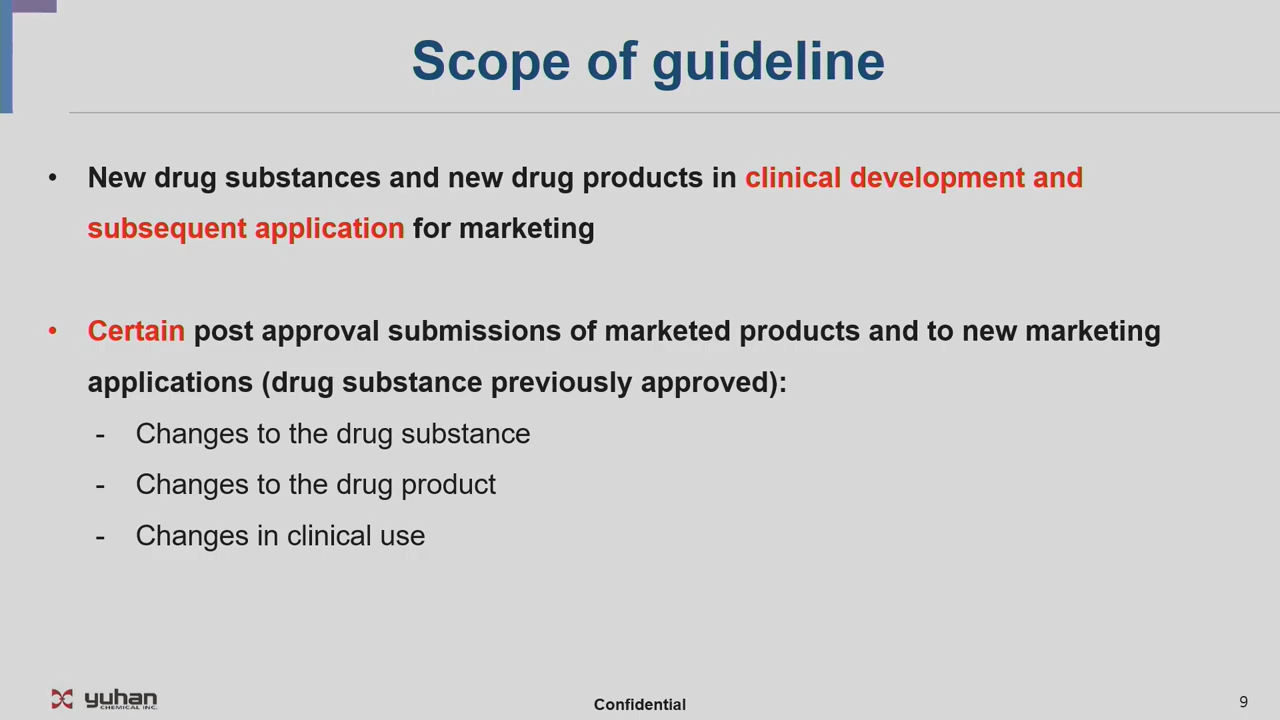 Scope of guideline
• New drug substances and new drug products in clinical development and
subsequent application for marketing
• Certain post approval submissions of marketed products and to new marketing
applications (drug substance previously approved):
- Changes to the drug substance
- Changes to the drug product
- Changes in clinical use
yuhan
CHEMICAL INC.
Confidential
9